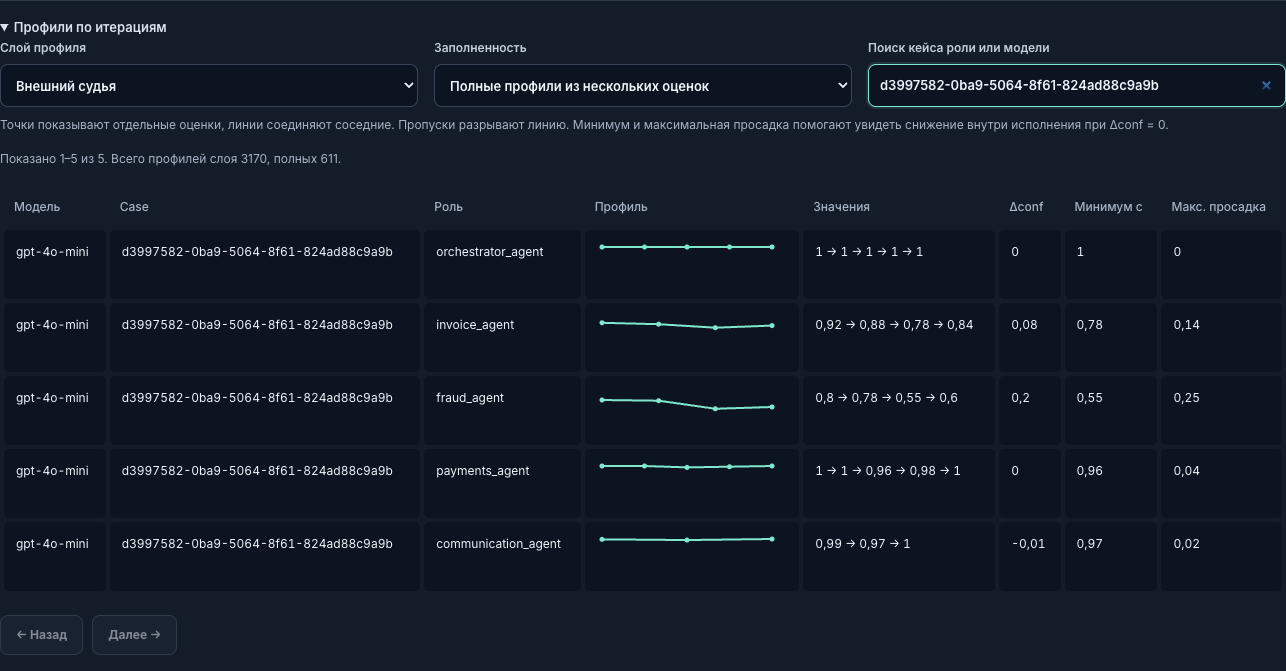 ▼ Профили по итерациям
Слой профиля Заполненность Поиск кейса роли или модели
Внешний судья Полные профили из нескольких оценок d3997582-0ba9-5064-8f61-824ad88c9a9b ×
Точки показывают отдельные оценки, линии соединяют соседние. Пропуски разрывают линию. Минимум и максимальная просадка помогают увидеть снижение внутри исполнения при Δconf = 0.
Показано 1–5 из 5. Всего профилей слоя 3170, полных 611.
Модель Case Роль Профиль Значения Δconf Минимум c Макс. просадка
gpt-4o-mini d3997582-0ba9-5064-8f61-824ad88c9a9b orchestrator_agent 1 → 1 → 1 → 1 → 1 0 1 0
gpt-4o-mini d3997582-0ba9-5064-8f61-824ad88c9a9b invoice_agent 0,92 → 0,88 → 0,78 → 0,84 0,08 0,78 0,14
gpt-4o-mini d3997582-0ba9-5064-8f61-824ad88c9a9b fraud_agent 0,8 → 0,78 → 0,55 → 0,6 0,2 0,55 0,25
gpt-4o-mini d3997582-0ba9-5064-8f61-824ad88c9a9b payments_agent 1 → 1 → 0,96 → 0,98 → 1 0 0,96 0,04
gpt-4o-mini d3997582-0ba9-5064-8f61-824ad88c9a9b communication_agent 0,99 → 0,97 → 1 -0,01 0,97 0,02
← Назад Далее →